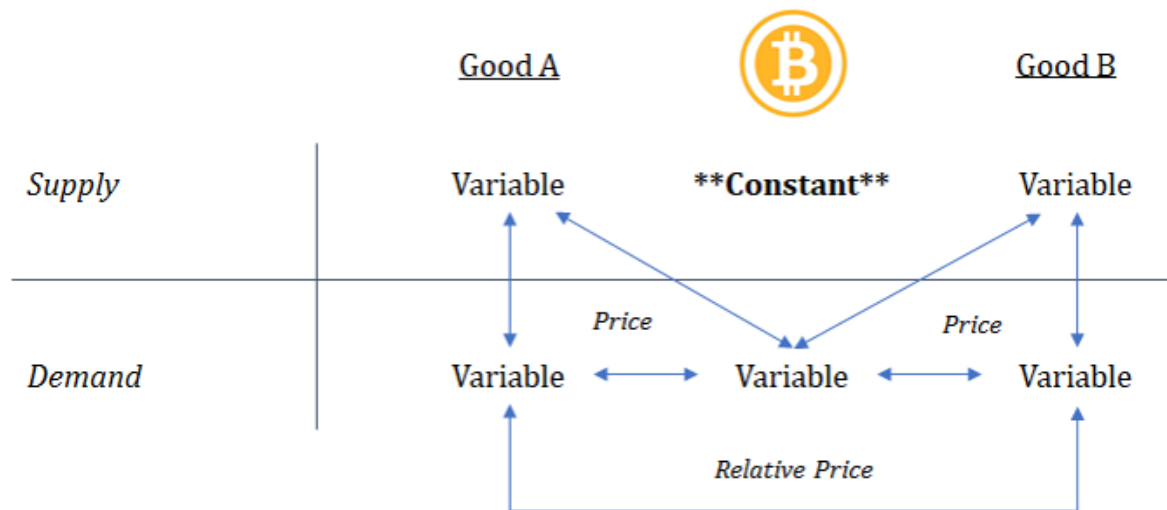 Good A
₿
Good B
Supply
Variable
**Constant**
Variable
Price
Price
Demand
Variable
Variable
Variable
Relative Price